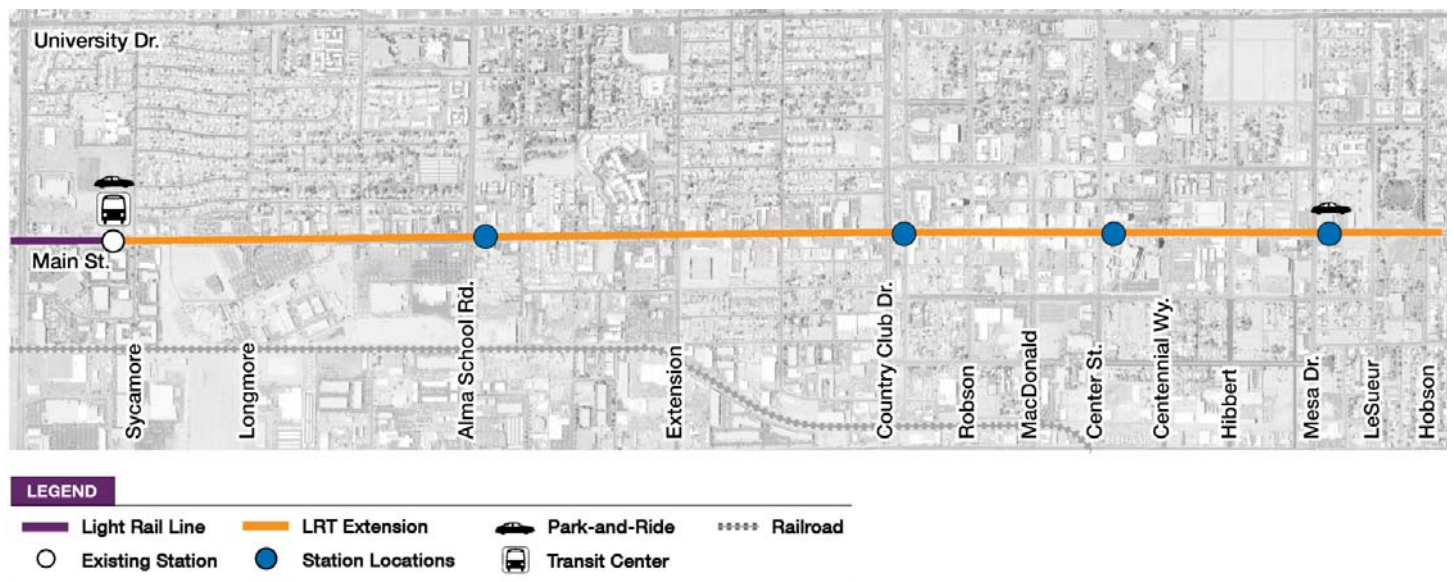 University Dr.
Main St.
Sycamore
Longmore
Alma School Rd.
Extension
Country Club Dr.
Robson
MacDonald
Center St.
Centennial Wy.
Hibbert
Mesa Dr.
LeSueur
Hobson
LEGEND
Light Rail Line
LRT Extension
Park-and-Ride
Railroad
Existing Station
Station Locations
Transit Center